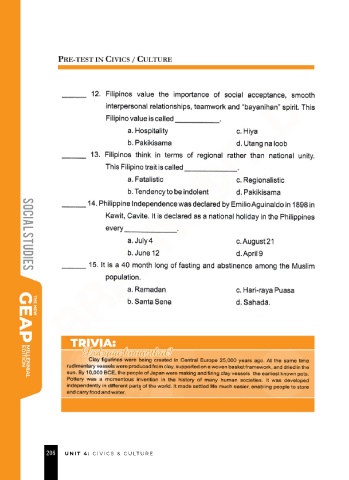 PRE-TEST IN CIVICS / CULTURE
______ 12. Filipinos value the importance of social acceptance, smooth
interpersonal relationships, teamwork and "bayanihan" spirit. This
Filipino value is called ___________.
a. Hospitality c. Hiya
b. Pakikisama d. Utang na loob
______ 13. Filipinos think in terms of regional rather than national unity.
This Filipino trait is called _____________.
a. Fatalistic c. Regionalistic
b. Tendency to be indolent d. Pakikisama
______ 14. Philippine Independence was declared by Emilio Aguinaldo in 1898 in
Kawit, Cavite. It is declared as a national holiday in the Philippines
every _____________.
a. July 4 c. August 21
b. June 12 d. April 9
______ 15. It is a 40 month long of fasting and abstinence among the Muslim
population.
a. Ramadan c. Hari-raya Puasa
b. Santa Sena d. Sahada.
SOCIAL STUDIES
THE NEW
GEAP
MILLENNIAL
EDITION
TRIVIA:
Clay figurines were being created in Central Europe 25,000 years ago. At the same time
rudimentary vessels were produced from clay, supported on a woven basket framework, and dried in the
sun. By 10,000 BCE, the people of Japan were making and firing clay vessels the earliest known pots.
Pottery was a momentous invention in the history of many human societies. It was developed
independently in different parts of the world. It made settled life much easier, enabling people to store
and carry food and water.
206 UNIT 4: CIVICS & CULTURE